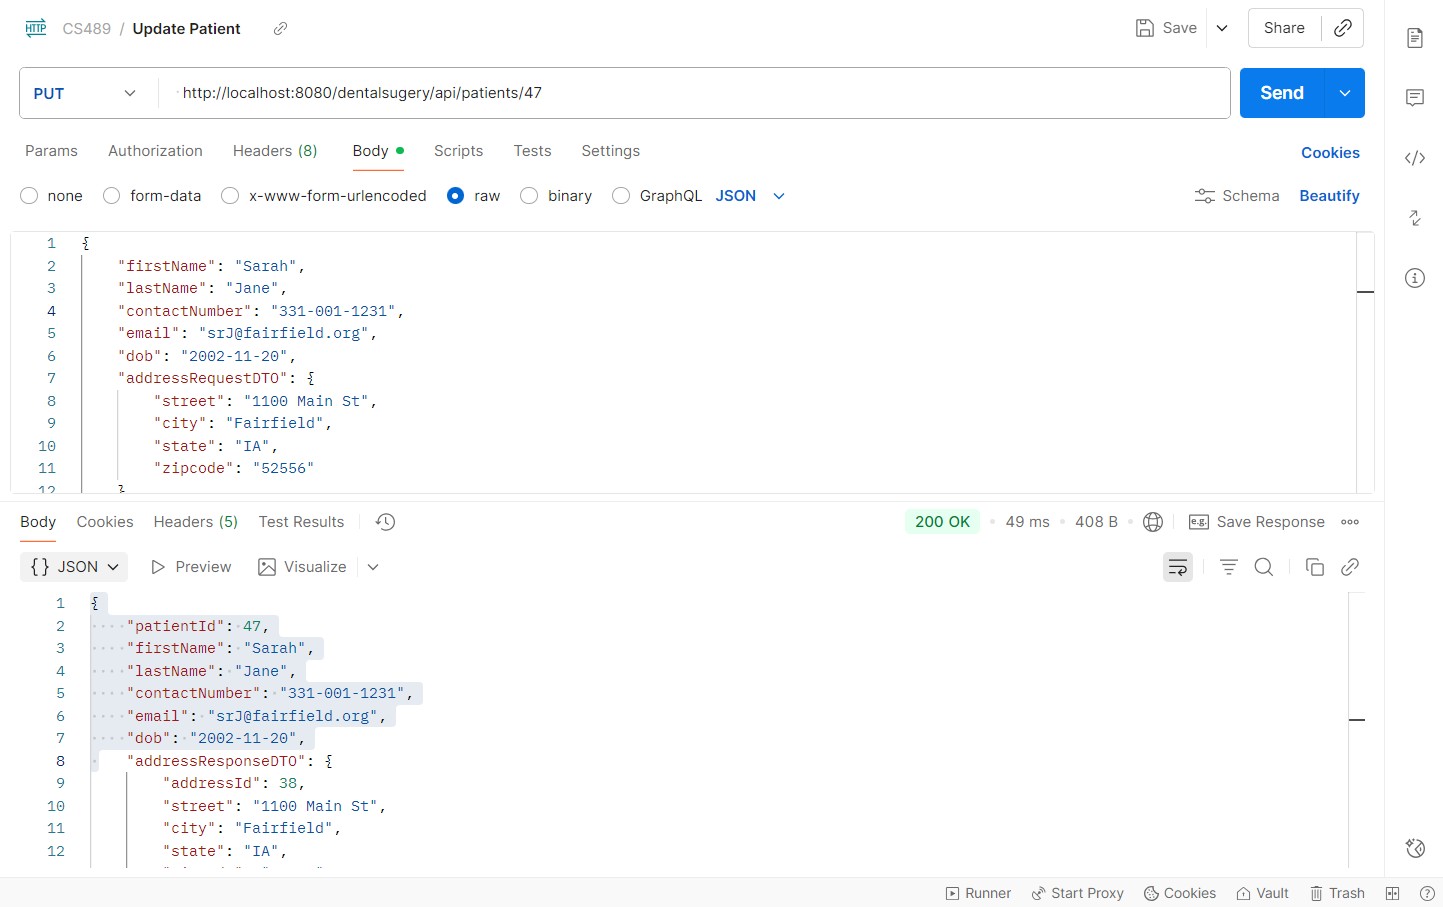 HTTP CS489 / Update Patient Save Share
PUT http://localhost:8080/dentalsugery/api/patients/47 Send
Params Authorization Headers (8) Body Scripts Tests Settings Cookies
none form-data x-www-form-urlencoded raw binary GraphQL JSON Schema Beautify
1 {
2 "firstName": "Sarah",
3 "lastName": "Jane",
4 "contactNumber": "331-001-1231",
5 "email": "srJ@fairfield.org",
6 "dob": "2002-11-20",
7 "addressRequestDTO": {
8 "street": "1100 Main St",
9 "city": "Fairfield",
10 "state": "IA",
11 "zipcode": "52556"
12 }
Body Cookies Headers (5) Test Results 200 OK 49 ms 408 B e.g. Save Response
{} JSON Preview Visualize
1 {
2 "patientId": 47,
3 "firstName": "Sarah",
4 "lastName": "Jane",
5 "contactNumber": "331-001-1231",
6 "email": "srJ@fairfield.org",
7 "dob": "2002-11-20",
8 "addressResponseDTO": {
9 "addressId": 38,
10 "street": "1100 Main St",
11 "city": "Fairfield",
12 "state": "IA",
Runner Start Proxy Cookies Vault Trash